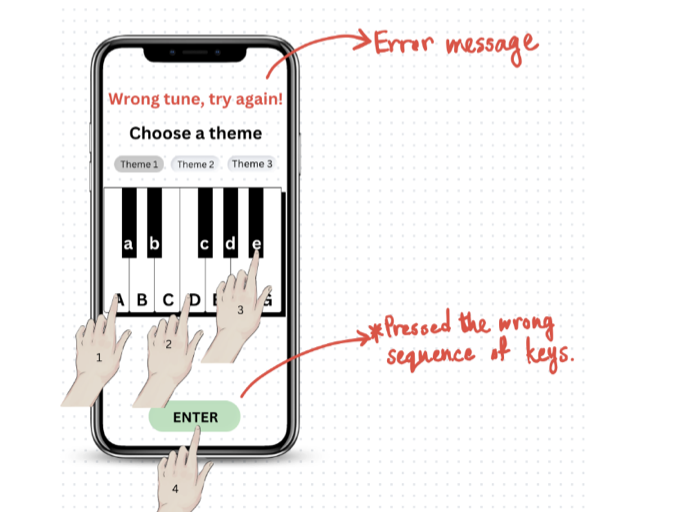 Error message
Wrong tune, try again!
Choose a theme
Theme 1 Theme 2 Theme 3
a b c d e
A B C D E G
1 2 3
*Pressed the wrong
sequence of keys.
ENTER
4